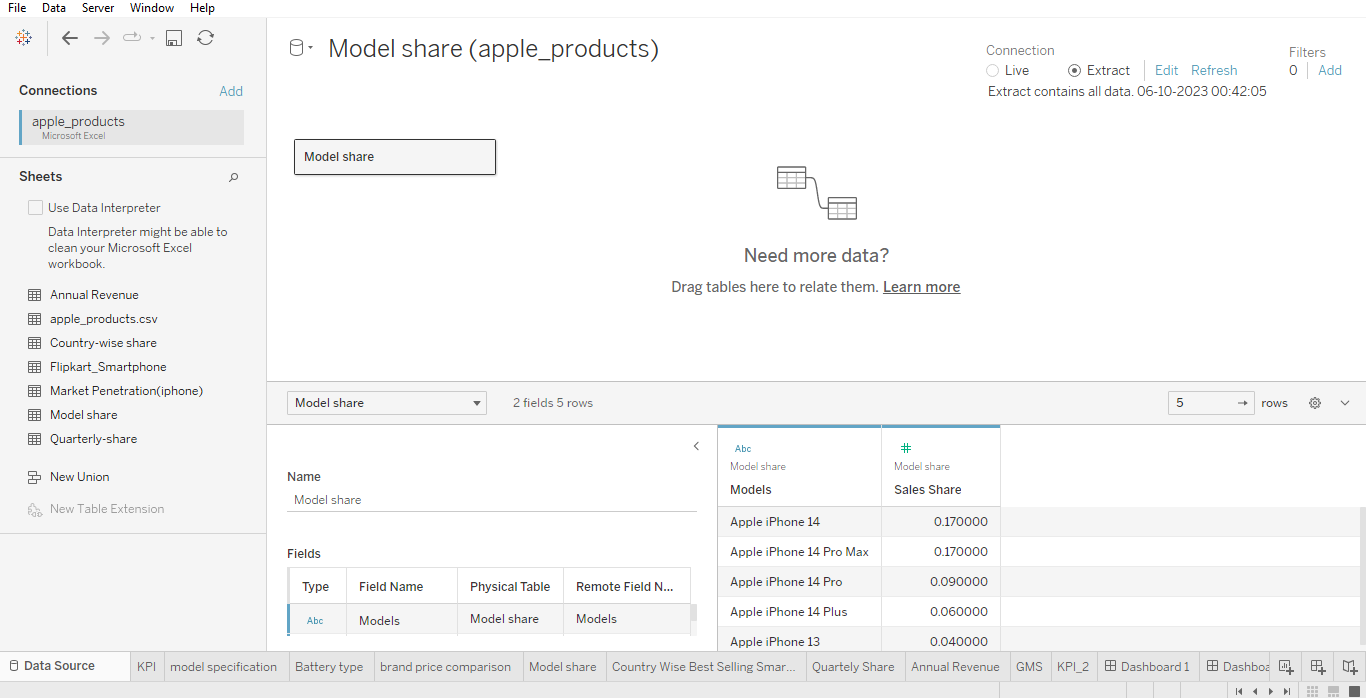 File Data Server Window Help
Model share (apple_products)
Connection
Live Extract Edit Refresh
Extract contains all data. 06-10-2023 00:42:05
Filters
0 Add
Connections Add
apple_products
Microsoft Excel
Sheets
Use Data Interpreter
Data Interpreter might be able to
clean your Microsoft Excel
workbook.
Annual Revenue
apple_products.csv
Country-wise share
Flipkart_Smartphone
Market Penetration(iphone)
Model share
Quarterly-share
New Union
New Table Extension
Model share
Need more data?
Drag tables here to relate them. Learn more
Model share 2 fields 5 rows 5 rows
Name
Model share
Fields
Type Field Name Physical Table Remote Field N...
Abc Models Model share Models
Abc #
Model share Model share
Models Sales Share
Apple iPhone 14 0.170000
Apple iPhone 14 Pro Max 0.170000
Apple iPhone 14 Pro 0.090000
Apple iPhone 14 Plus 0.060000
Apple iPhone 13 0.040000
Data Source KPI model specification Battery type brand price comparison Model share Country Wise Best Selling Smar... Quartely Share Annual Revenue GMS KPI_2 Dashboard 1 Dashboa